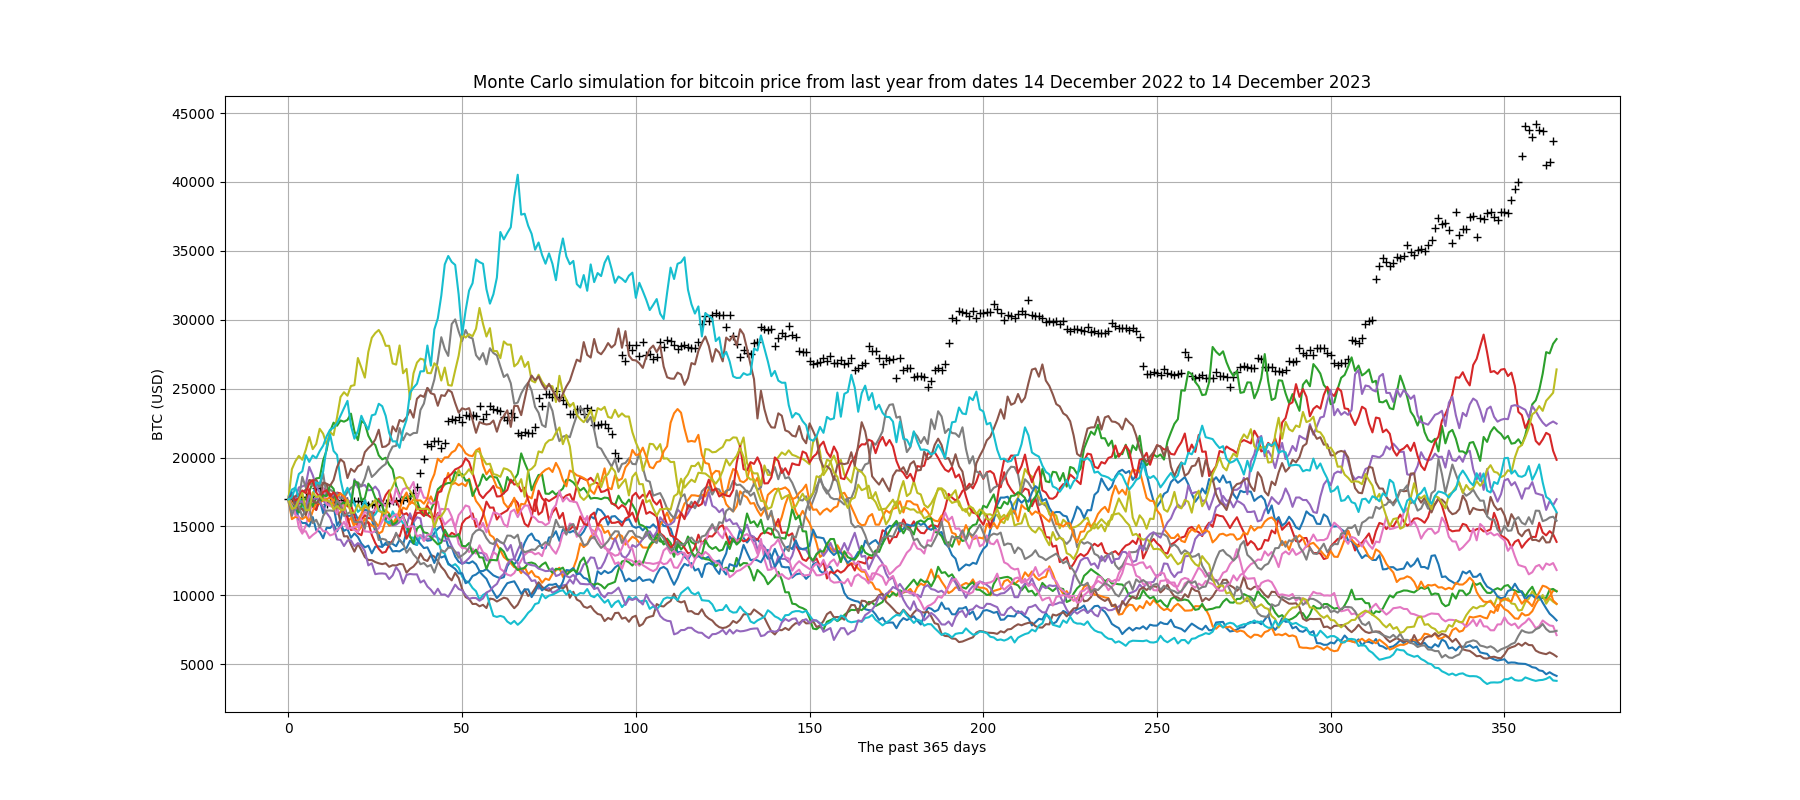 Monte Carlo simulation for bitcoin price from last year from dates 14 December 2022 to 14 December 2023
45000
40000
35000
30000
25000
20000
15000
10000
5000
BTC (USD)
0 50 100 150 200 250 300 350
The past 365 days